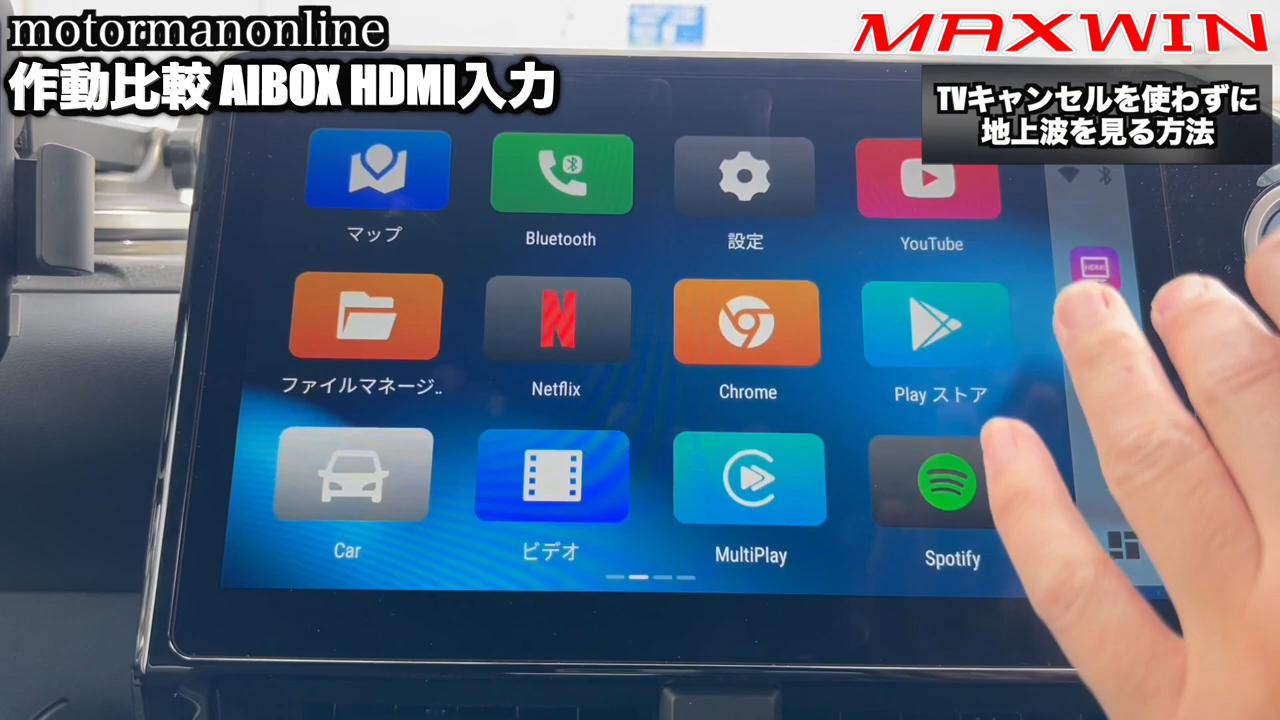 motormanonline
MAXWIN
作動比較 AIBOX HDMI入力
TVキャンセルを使わずに
地上波を見る方法
マップ
Bluetooth
設定
YouTube
HDMI
ファイルマネージ..
Netflix
Chrome
Play ストア
Car
ビデオ
MultiPlay
Spotify